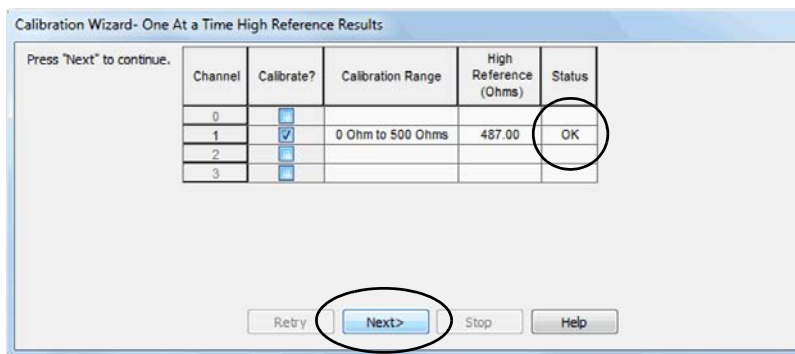 Calibration Wizard- One At a Time High Reference Results
Press "Next" to continue.
Channel Calibrate? Calibration Range High Reference (Ohms) Status
0
1 0 Ohm to 500 Ohms 487.00 OK
2
3
Retry Next> Stop Help